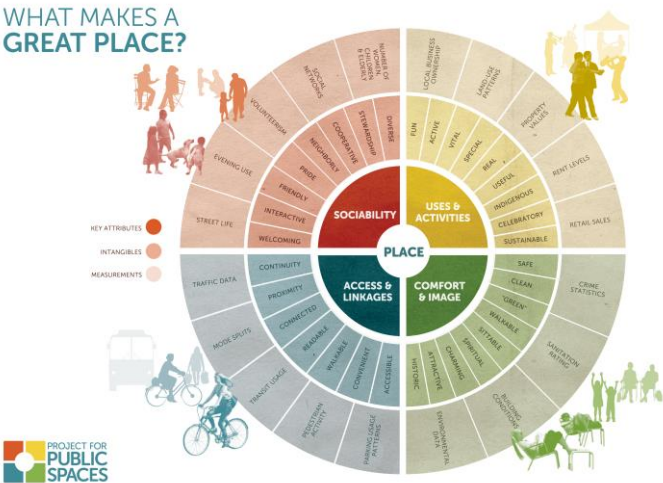 WHAT MAKES A
GREAT PLACE?
NUMBER OF
WOMEN,
CHILDREN
& ELDERLY
SOCIAL
NETWORKS
VOLUNTEERISM
EVENING USE
STREET LIFE
DIVERSE
STEWARDSHIP
COOPERATIVE
NEIGHBORLY
PRIDE
FRIENDLY
INTERACTIVE
WELCOMING
SOCIABILITY
LOCAL BUSINESS
OWNERSHIP
LAND-USE
PATTERNS
PROPERTY
VALUES
RENT LEVELS
RETAIL SALES
FUN
ACTIVE
VITAL
SPECIAL
REAL
USEFUL
INDIGENOUS
CELEBRATORY
SUSTAINABLE
USES &
ACTIVITIES
PLACE
KEY ATTRIBUTES
INTANGIBLES
MEASUREMENTS
ACCESS &
LINKAGES
CONTINUITY
PROXIMITY
CONNECTED
READABLE
WALKABLE
CONVENIENT
ACCESSIBLE
TRAFFIC DATA
MODE SPLITS
TRANSIT USAGE
PEDESTRIAN
ACTIVITY
PARKING USAGE
PATTERNS
COMFORT
& IMAGE
SAFE
CLEAN
"GREEN"
WALKABLE
SITTABLE
SPIRITUAL
CHARMING
ATTRACTIVE
HISTORIC
CRIME
STATISTICS
SANITATION
RATING
BUILDING
CONDITIONS
ENVIRONMENTAL
DATA
PROJECT FOR
PUBLIC
SPACES